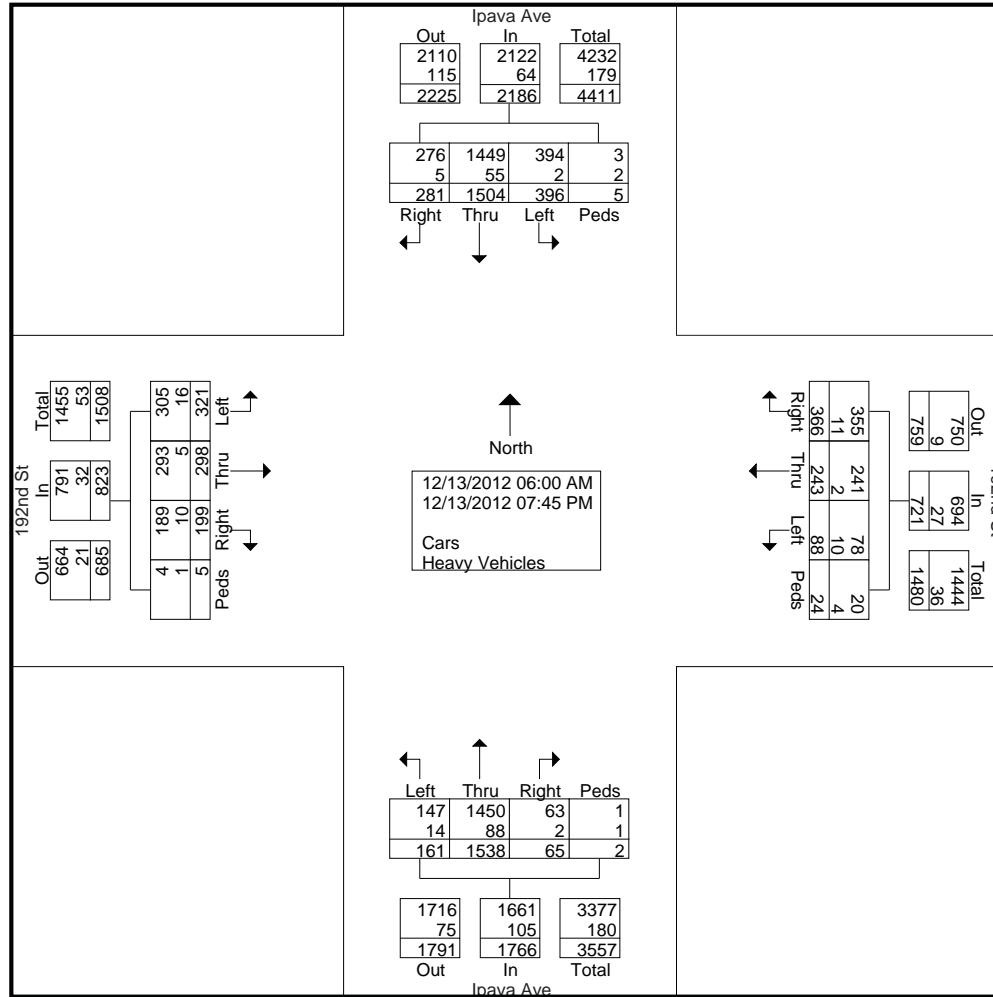 Ipava Ave
Out In Total
2110 2122 4232
115 64 179
2225 2186 4411
276 1449 394 3
5 55 2 2
281 1504 396 5
Right Thru Left Peds
192nd St
Total In Out
1455 791 664
53 32 21
1508 823 685
305 293 189 4
16 5 10 1
321 298 199 5
Left Thru Right Peds
North
12/13/2012 06:00 AM
12/13/2012 07:45 PM
Cars
Heavy Vehicles
Right Thru Left Peds
366 243 88 24
11 2 10 4
355 241 78 20
Out In Total
750 694 1444
9 27 36
759 721 1480
Left Thru Right Peds
147 1450 63 1
14 88 2 1
161 1538 65 2
1716 1661 3377
75 105 180
1791 1766 3557
Out In Total
Ipava Ave